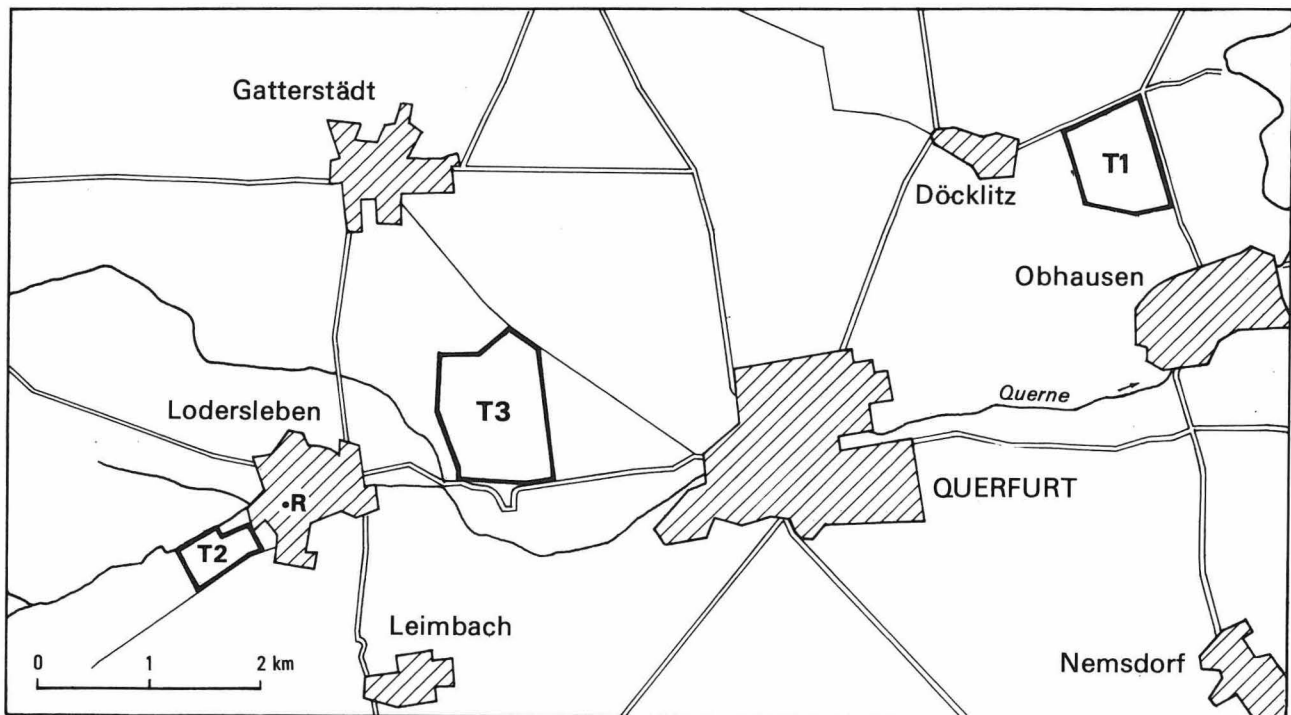 Gatterstädt
T1
Döcklitz
Obhausen
Lodersleben
T3
Querne
QUERFURT
R
T2
Leimbach
Nemsdorf
0 1 2 km